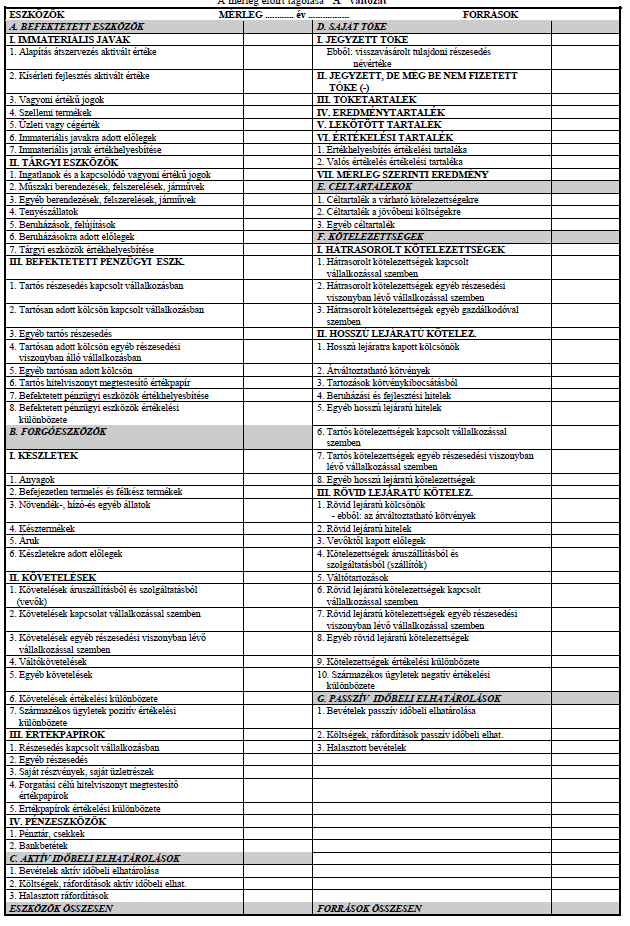 A mérleg előírt tagolása "A" változat
ESZKÖZÖK MÉRLEG ........... év ................ FORRÁSOK
A. BEFEKTETETT ESZKÖZÖK
I. IMMATERIÁLIS JAVAK
1. Alapítás átszervezés aktivált értéke
2. Kísérleti fejlesztés aktivált értéke
3. Vagyoni értékű jogok
4. Szellemi termékek
5. Üzleti vagy cégérték
6. Immateriális javakra adott előlegek
7. Immateriális javak értékhelyesbítése
II. TÁRGYI ESZKÖZÖK
1. Ingatlanok és a kapcsolódó vagyoni értékű jogok
2. Műszaki berendezések, felszerelések, járművek
3. Egyéb berendezések, felszerelések, járművek
4. Tenyészállatok
5. Beruházások, felújítások
6. Beruházásokra adott előlegek
7. Tárgyi eszközök értékhelyesbítése
III. BEFEKTETETT PÉNZÜGYI ESZK.
1. Tartós részesedés kapcsolt vállalkozásban
2. Tartósan adott kölcsön kapcsolt vállalkozásban
3. Egyéb tartós részesedés
4. Tartósan adott kölcsön egyéb részesedési
viszonyban álló vállalkozásban
5. Egyéb tartósan adott kölcsön
6. Tartós hitelviszonyt megtestesítő értékpapír
7. Befektetett pénzügyi eszközök értékhelyesbítése
8. Befektetett pénzügyi eszközök értékelési
különbözete
B. FORGÓESZKÖZÖK
I. KÉSZLETEK
1. Anyagok
2. Befejezetlen termelés és félkész termékek
3. Növendék-, hízó-és egyéb állatok
4. Késztermékek
5. Áruk
6. Készletekre adott előlegek
II. KÖVETELÉSEK
1. Követelések áruszállításból és szolgáltatásból
(vevők)
2. Követelések kapcsolat vállalkozással szemben
3. Követelések egyéb részesedési viszonyban lévő
vállalkozással szemben
4. Váltókövetelések
5. Egyéb követelések
6. Követelések értékelési különbözete
7. Származékos ügyletek pozitív értékelési
különbözete
III. ÉRTÉKPAPÍROK
1. Részesedés kapcsolt vállalkozásban
2. Egyéb részesedés
3. Saját részvények, saját üzletrészek
4. Forgatási célú hitelviszonyt megtestesítő
értékpapírok
5. Értékpapírok értékelési különbözete
IV. PÉNZESZKÖZÖK
1. Pénztár, csekkek
2. Bankbetétek
C. AKTÍV IDŐBELI ELHATÁROLÁSOK
1. Bevételek aktív időbeli elhatárolása
2. Költségek, ráfordítások aktív időbeli elhat.
3. Halasztott ráfordítások
ESZKÖZÖK ÖSSZESEN
D. SAJÁT TŐKE
I. JEGYZETT TŐKE
Ebből: visszavásárolt tulajdoni részesedés
névértéke
II. JEGYZETT, DE MÉG BE NEM FIZETETT
TŐKE (-)
III. TŐKETARTALÉK
IV. EREDMÉNYTARTALÉK
V. LEKÖTÖTT TARTALÉK
VI. ÉRTÉKELÉSI TARTALÉK
1. Értékhelyesbítés értékelési tartaléka
2. Valós értékelés értékelési tartaléka
VII. MÉRLEG SZERINTI EREDMÉNY
E. CÉLTARTALÉKOK
1. Céltartalék a várható kötelezettségekre
2. Céltartalék a jövőbeni költségekre
3. Egyéb céltartalék
F. KÖTELEZETTSÉGEK
I. HÁTRASOROLT KÖTELEZETTSÉGEK
1. Hátrasorolt kötelezettségek kapcsolt
vállalkozással szemben
2. Hátrasorolt kötelezettségek egyéb részesedési
viszonyban lévő vállalkozással szemben
3. Hátrasorolt kötelezettségek egyéb gazdálkodóval
szemben
II. HOSSZÚ LEJÁRATÚ KÖTELEZ.
1. Hosszú lejáratra kapott kölcsönök
2. Átváltoztatható kötvények
3. Tartozások kötvénykibocsátásból
4. Beruházási és fejlesztési hitelek
5. Egyéb hosszú lejáratú hitelek
6. Tartós kötelezettségek kapcsolt vállalkozással
szemben
7. Tartós kötelezettségek egyéb részesedési viszonyban
lévő vállalkozással szemben
8. Egyéb hosszú lejáratú kötelezettségek
III. RÖVID LEJÁRATÚ KÖTELEZ.
1. Rövid lejáratú kölcsönök
- ebből: az átváltoztatható kötvények
2. Rövid lejáratú hitelek
3. Vevőktől kapott előlegek
4. Kötelezettségek áruszállításból és
szolgáltatásból (szállítók)
5. Váltótartozások
6. Rövid lejáratú kötelezettségek kapcsolt
vállalkozással szemben
7. Rövid lejáratú kötelezettségek egyéb részesedési
viszonyban lévő vállalkozással szemben
8. Egyéb rövid lejáratú kötelezettségek
9. Kötelezettségek értékelési különbözete
10. Származékos ügyletek negatív értékelési
különbözete
G. PASSZÍV IDŐBELI ELHATÁROLÁSOK
1. Bevételek passzív időbeli elhatárolása
2. Költségek, ráfordítások passzív időbeli elhat.
3. Halasztott bevételek
FORRÁSOK ÖSSZESEN